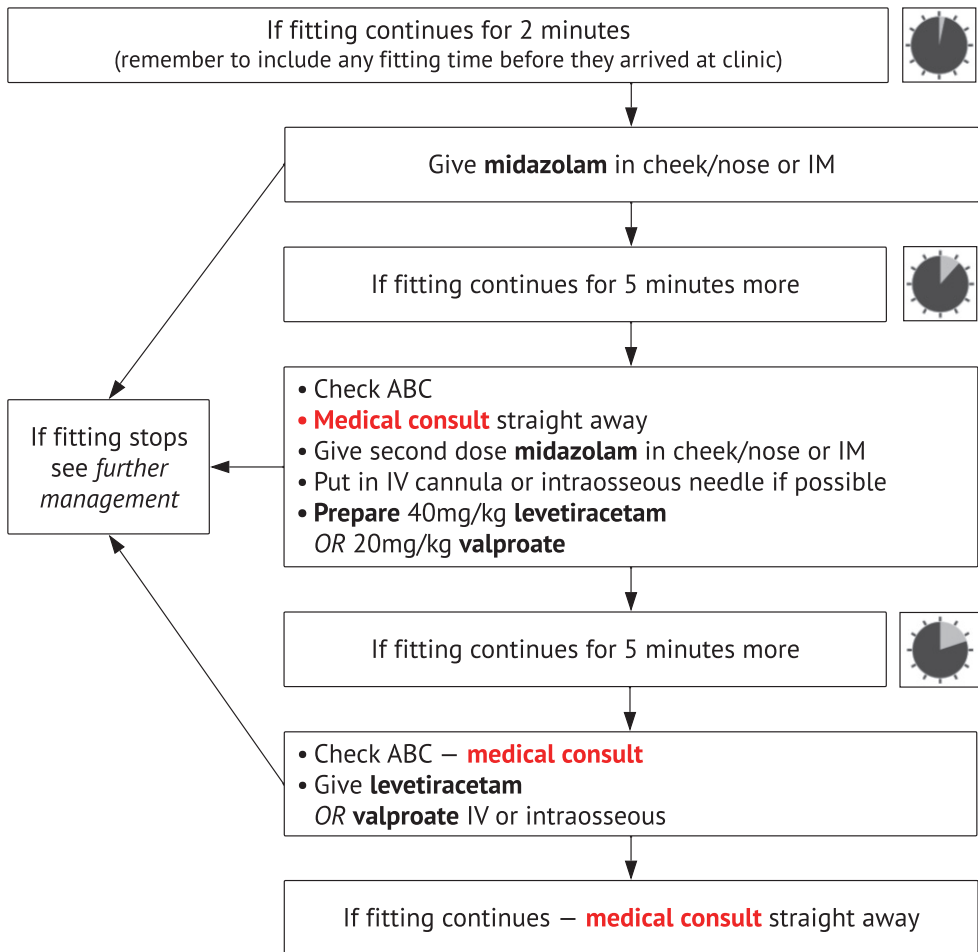 If fitting continues for 2 minutes
(remember to include any fitting time before they arrived at clinic)
Give midazolam in cheek/nose or IM
If fitting continues for 5 minutes more
• Check ABC
• Medical consult straight away
• Give second dose midazolam in cheek/nose or IM
• Put in IV cannula or intraosseous needle if possible
• Prepare 40mg/kg levetiracetam
OR 20mg/kg valproate
If fitting stops
see further
management
If fitting continues for 5 minutes more
• Check ABC – medical consult
• Give levetiracetam
OR valproate IV or intraosseous
If fitting continues – medical consult straight away